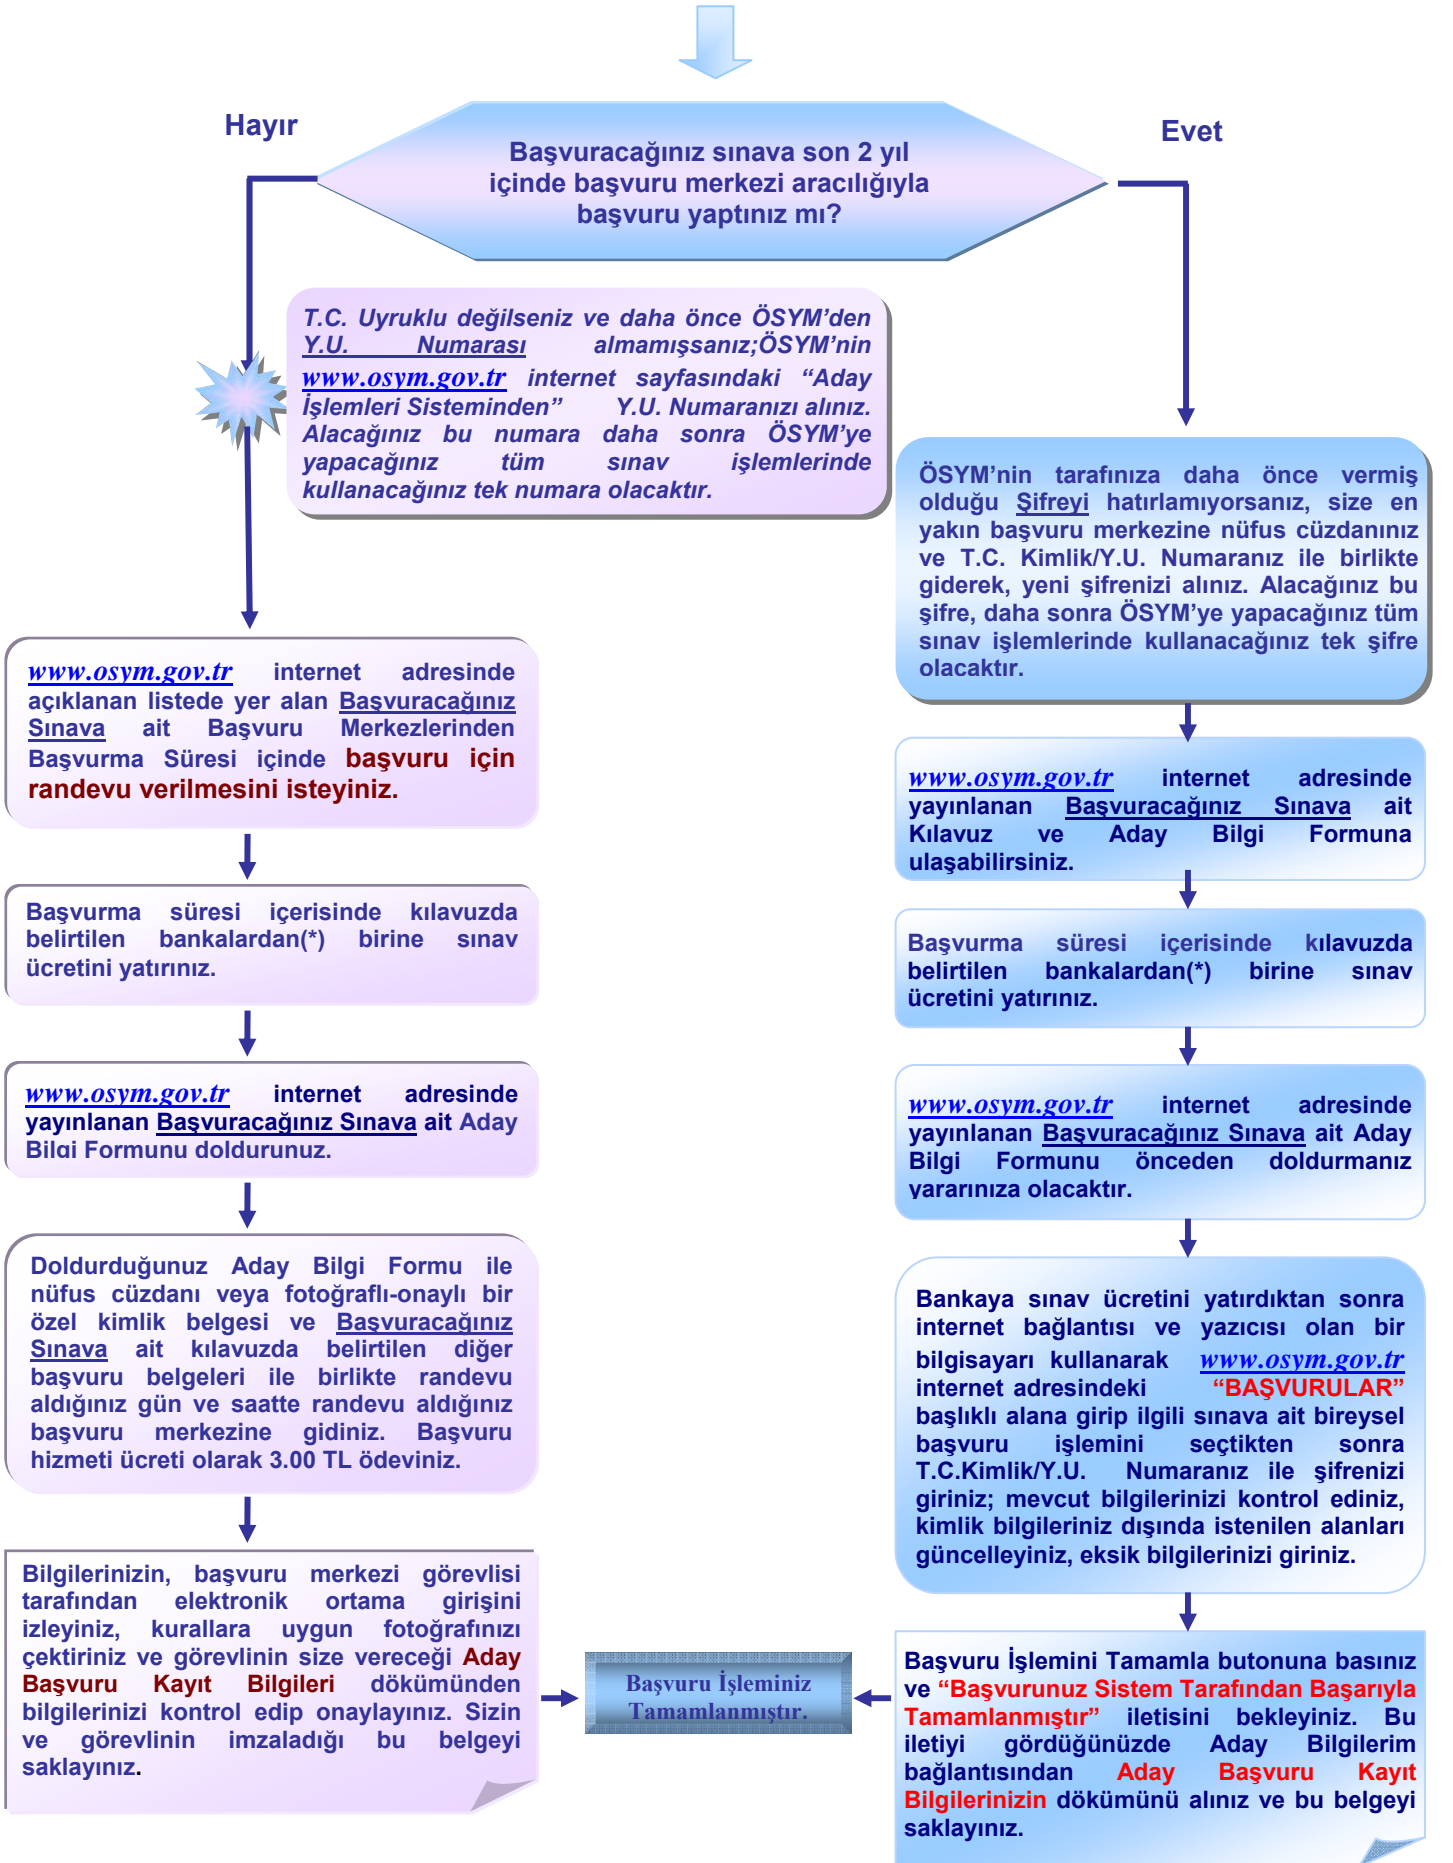 Hayır
Evet
Başvuracağınız sınava son 2 yıl
içinde başvuru merkezi aracılığıyla
başvuru yaptınız mı?
T.C. Uyruklu değilseniz ve daha önce ÖSYM’den
Y.U. Numarası almamışsanız;ÖSYM’nin
www.osym.gov.tr internet sayfasındaki “Aday
İşlemleri Sisteminden” Y.U. Numaranızı alınız.
Alacağınız bu numara daha sonra ÖSYM’ye
yapacağınız tüm sınav işlemlerinde
kullanacağınız tek numara olacaktır.
www.osym.gov.tr internet adresinde
açıklanan listede yer alan Başvuracağınız
Sınava ait Başvuru Merkezlerinden
Başvurma Süresi içinde başvuru için
randevu verilmesini isteyiniz.
Başvurma süresi içerisinde kılavuzda
belirtilen bankalardan(*) birine sınav
ücretini yatırınız.
www.osym.gov.tr internet adresinde
yayınlanan Başvuracağınız Sınava ait Aday
Bilgi Formunu doldurunuz.
Doldurduğunuz Aday Bilgi Formu ile
nüfus cüzdanı veya fotoğraflı-onaylı bir
özel kimlik belgesi ve Başvuracağınız
Sınava ait kılavuzda belirtilen diğer
başvuru belgeleri ile birlikte randevu
aldığınız gün ve saatte randevu aldığınız
başvuru merkezine gidiniz. Başvuru
hizmeti ücreti olarak 3.00 TL ödeyiniz.
Bilgilerinizin, başvuru merkezi görevlisi
tarafından elektronik ortama girişini
izleyiniz, kurallara uygun fotoğrafınızı
çektiriniz ve görevlinin size vereceği Aday
Başvuru Kayıt Bilgileri dökümünden
bilgilerinizi kontrol edip onaylayınız. Sizin
ve görevlinin imzaladığı bu belgeyi
saklayınız.
Başvuru İşleminiz
Tamamlanmıştır.
ÖSYM’nin tarafınıza daha önce vermiş
olduğu Şifreyi hatırlamıyorsanız, size en
yakın başvuru merkezine nüfus cüzdanınız
ve T.C. Kimlik/Y.U. Numaranız ile birlikte
giderek, yeni şifrenizi alınız. Alacağınız bu
şifre, daha sonra ÖSYM’ye yapacağınız tüm
sınav işlemlerinde kullanacağınız tek şifre
olacaktır.
www.osym.gov.tr internet adresinde
yayınlanan Başvuracağınız Sınava ait
Kılavuz ve Aday Bilgi Formuna
ulaşabilirsiniz.
Başvurma süresi içerisinde kılavuzda
belirtilen bankalardan(*) birine sınav
ücretini yatırınız.
www.osym.gov.tr internet adresinde
yayınlanan Başvuracağınız Sınava ait Aday
Bilgi Formunu önceden doldurmanız
yararınıza olacaktır.
Bankaya sınav ücretini yatırdıktan sonra
internet bağlantısı ve yazıcısı olan bir
bilgisayarı kullanarak www.osym.gov.tr
internet adresindeki “BAŞVURULAR”
başlıklı alana girip ilgili sınava ait bireysel
başvuru işlemini seçtikten sonra
T.C.Kimlik/Y.U. Numaranız ile şifrenizi
giriniz; mevcut bilgilerinizi kontrol ediniz,
kimlik bilgileriniz dışında istenilen alanları
güncelleyiniz, eksik bilgilerinizi giriniz.
Başvuru İşlemini Tamamla butonuna basınız
ve “Başvurunuz Sistem Tarafından Başarıyla
Tamamlanmıştır” iletisini bekleyiniz. Bu
iletiyi gördüğünüzde Aday Bilgilerim
bağlantısından Aday Başvuru Kayıt
Bilgilerinizin dökümünü alınız ve bu belgeyi
saklayınız.